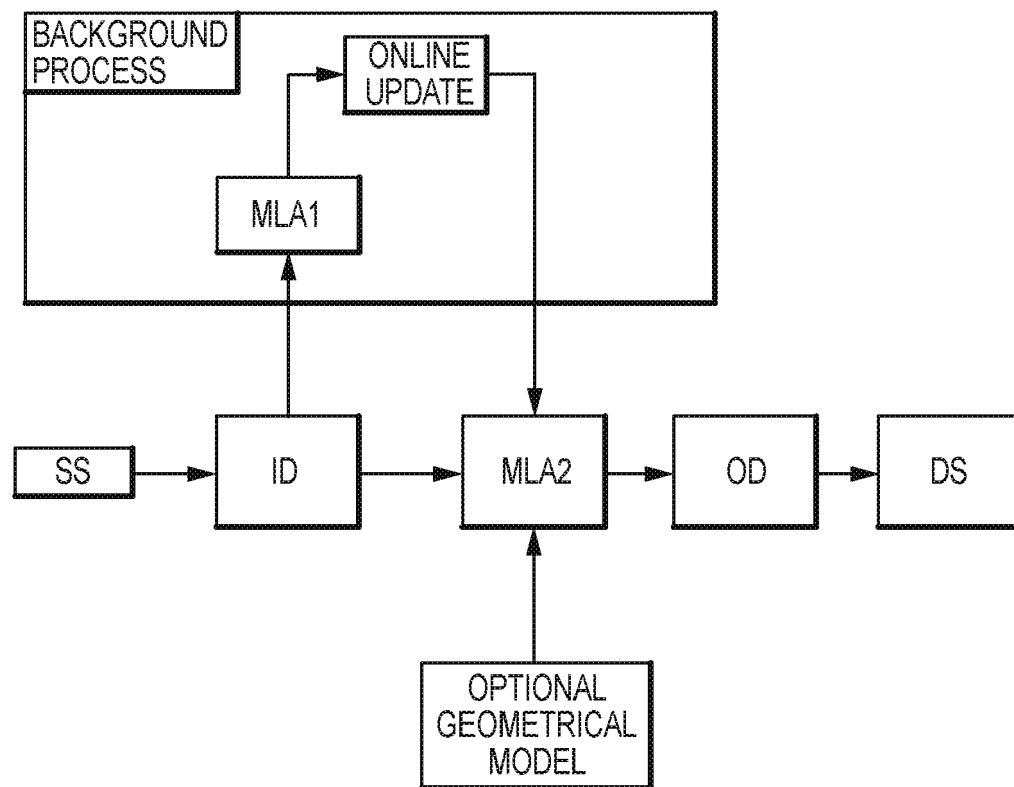 BACKGROUND
PROCESS
ONLINE
UPDATE
MLA1
SS
ID
MLA2
OD
DS
OPTIONAL
GEOMETRICAL
MODEL